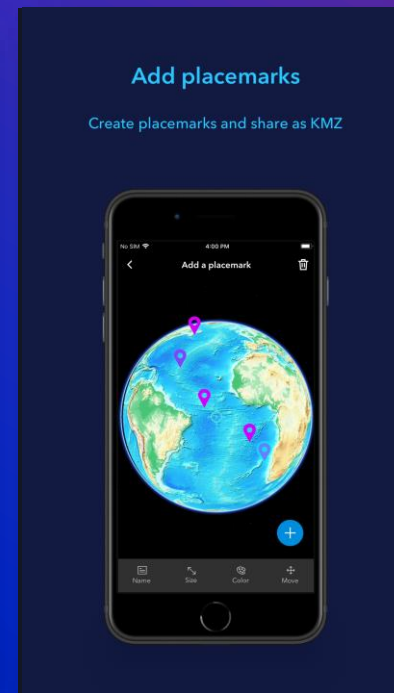 Add placemarks
Create placemarks and share as KMZ
No SIM 4:00 PM
Add a placemark
Name Size Color Move